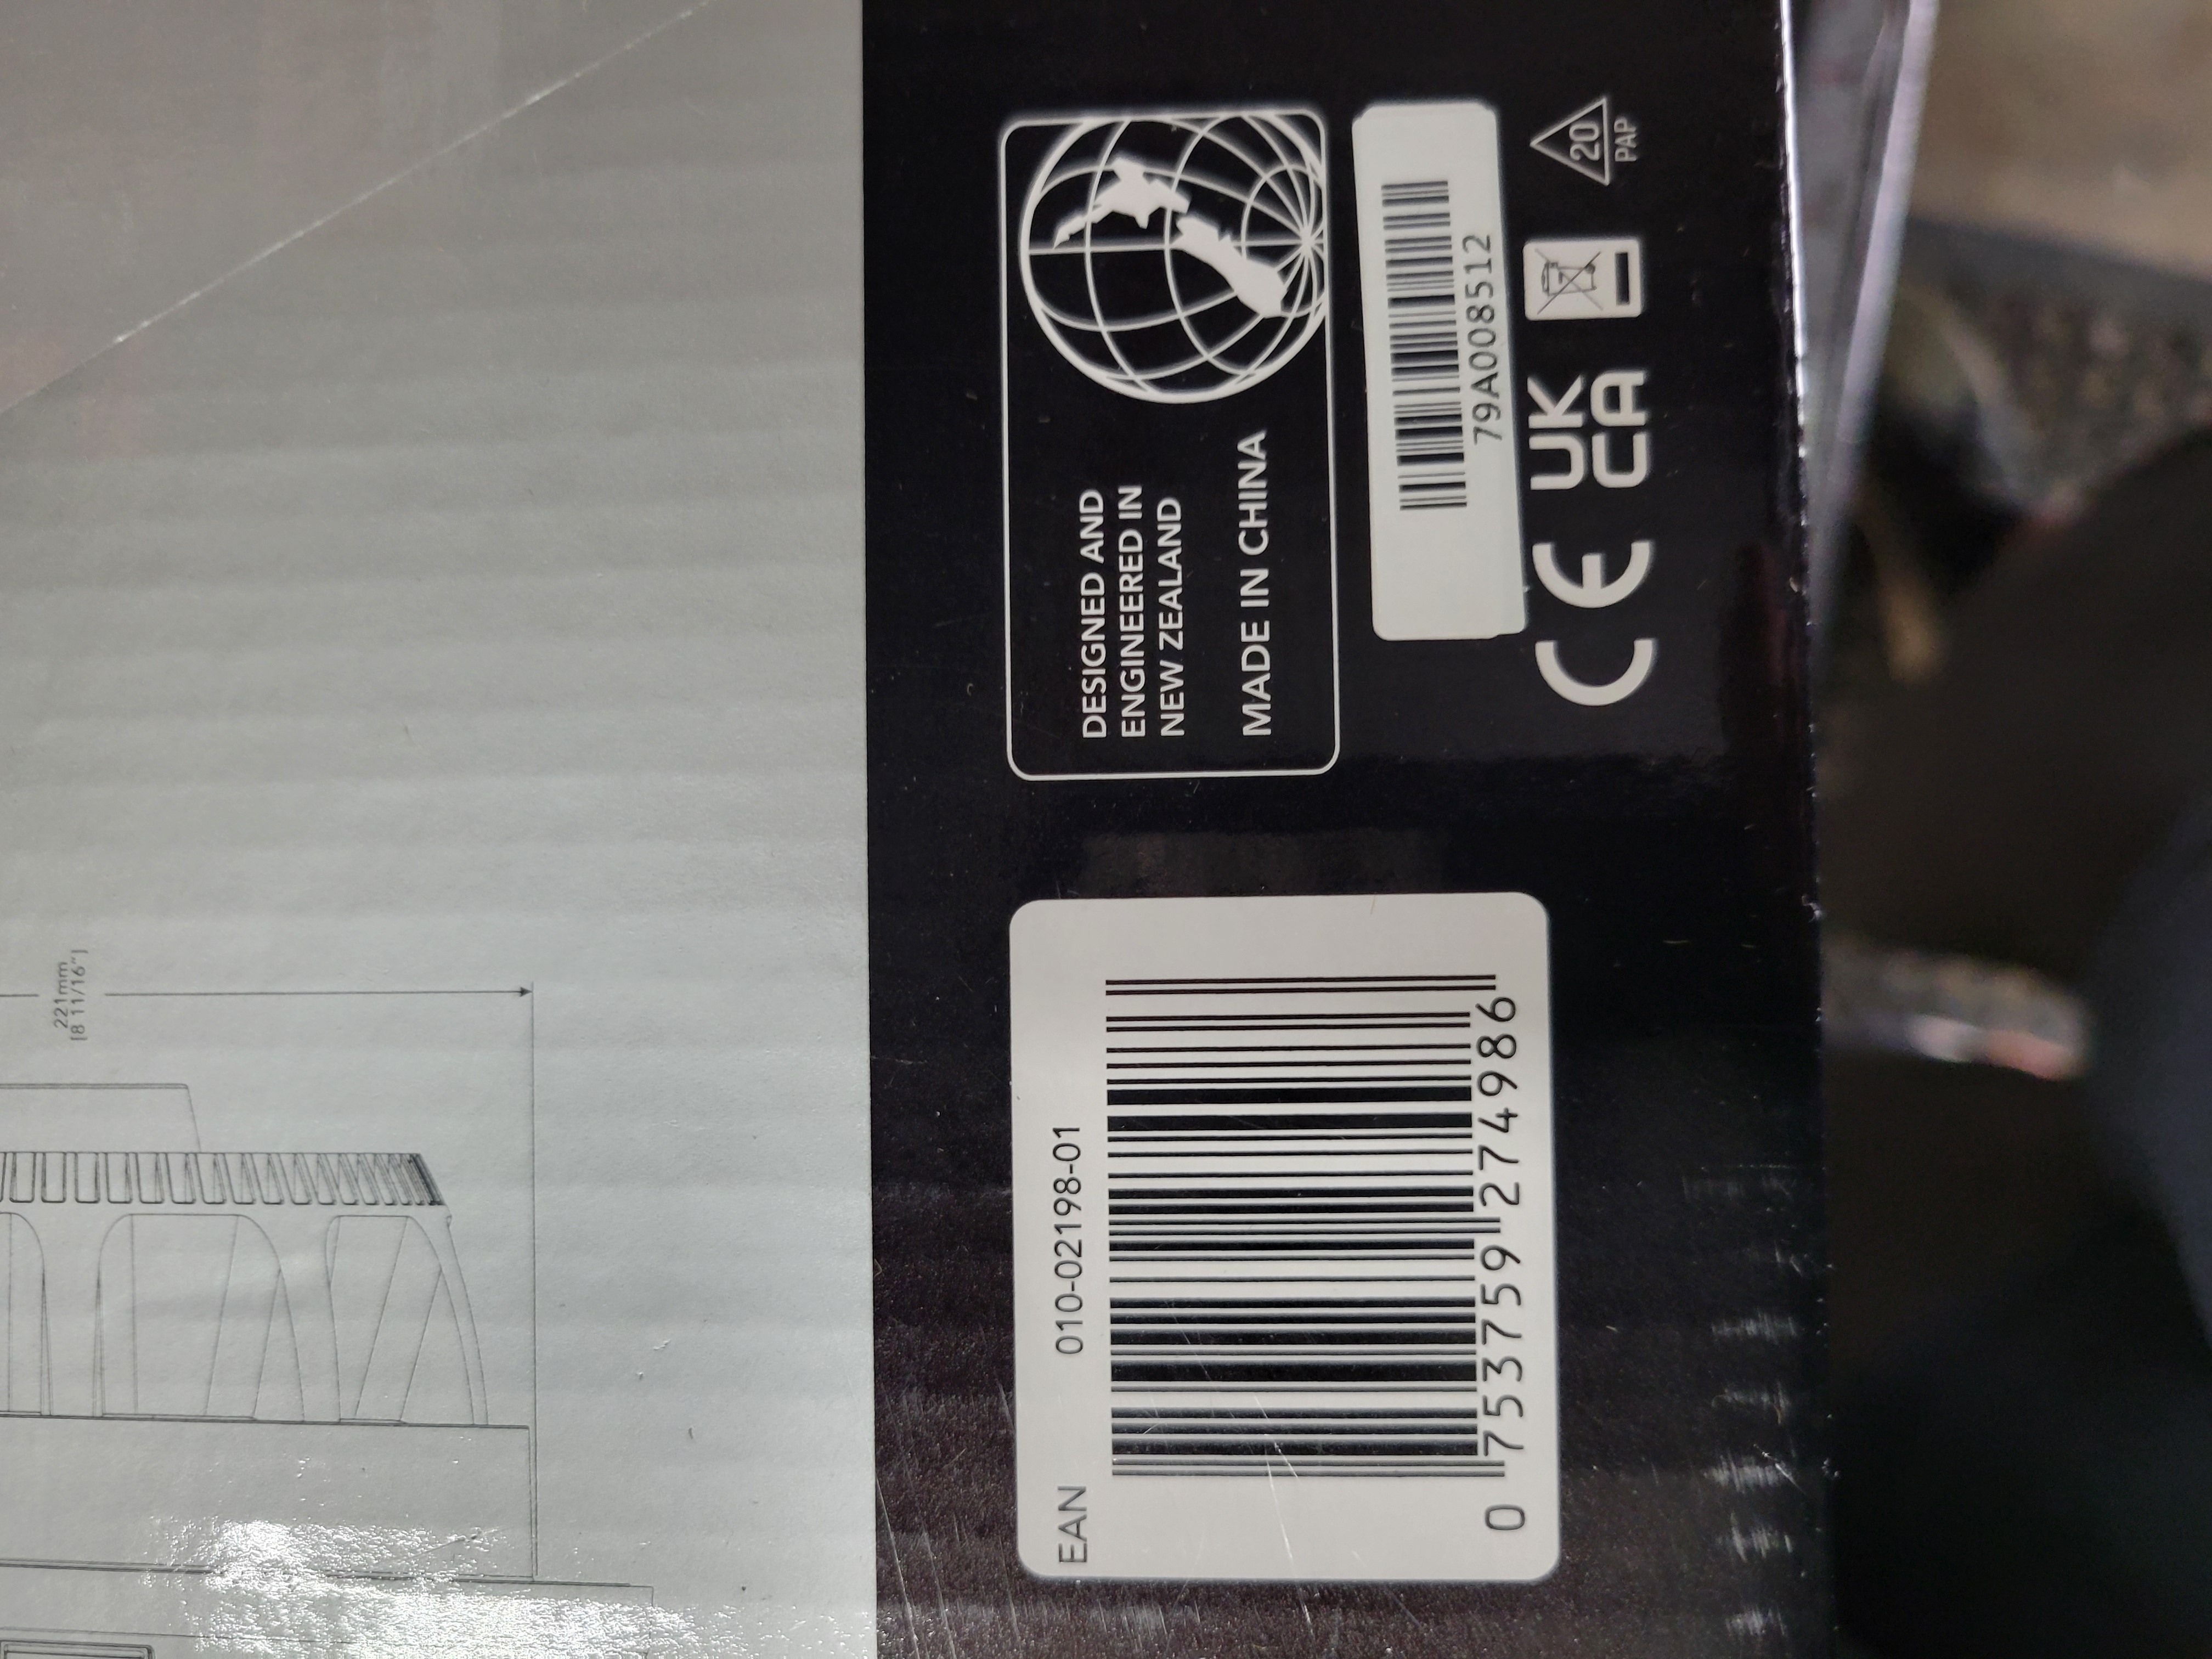 DESIGNED AND
ENGINEERED IN
NEW ZEALAND
MADE IN CHINA
79A008512
CE
UK
CA
20
PAP
EAN 010-02198-01
0 753759 274986
221mm
[8 11/16"]